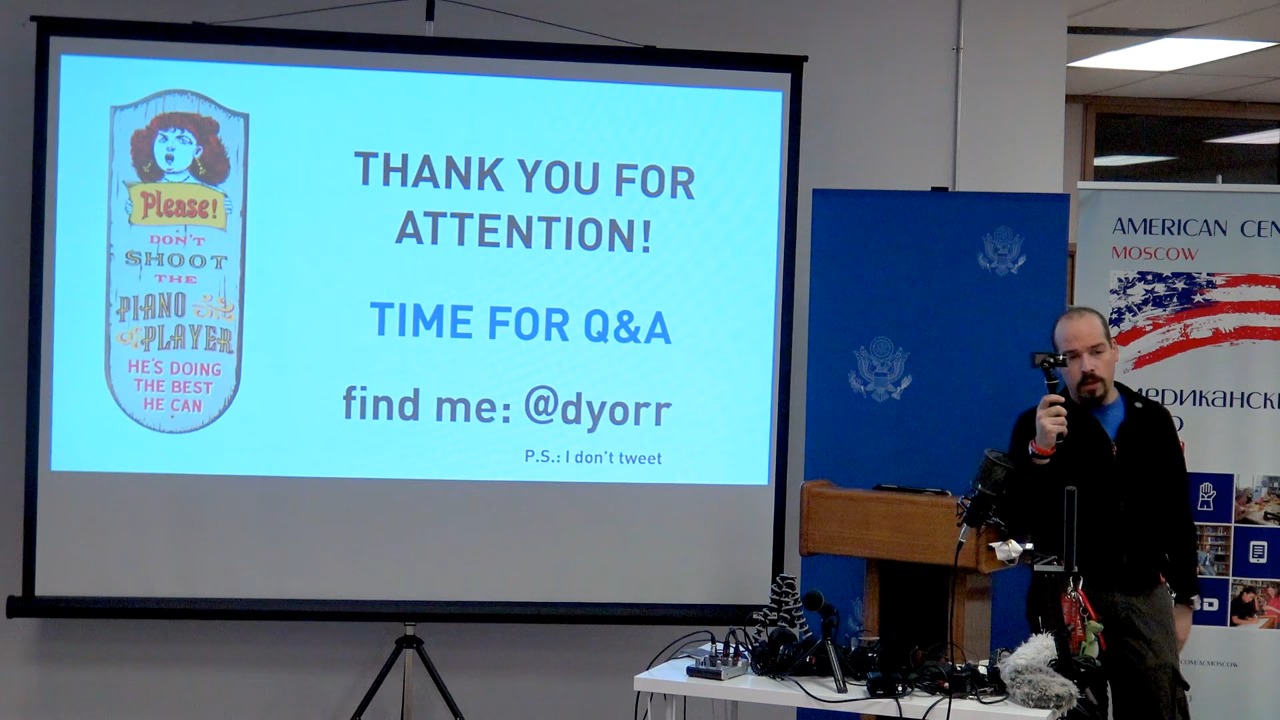 Please!
DON'T
SHOOT
THE
PIANO
PLAYER
HE'S DOING
THE BEST
HE CAN
THANK YOU FOR
ATTENTION!
TIME FOR Q&A
find me: @dyorr
P.S.: I don't tweet
AMERICAN CEN
MOSCOW
мериканск
3D